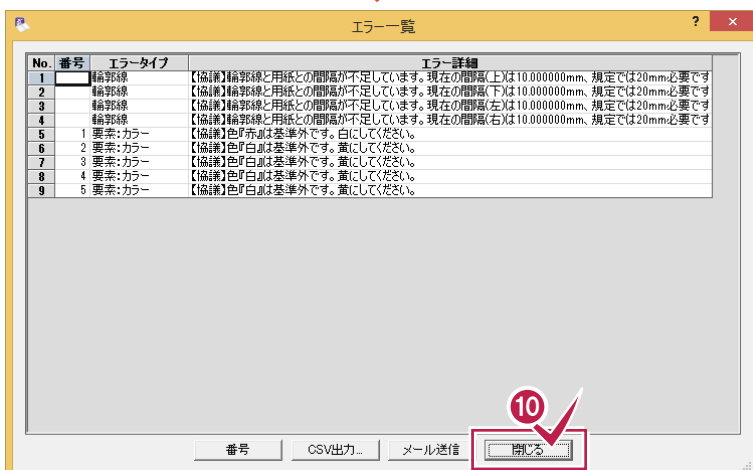 エラー一覧
? ×
No. 番号 エラータイプ エラー詳細
1 輪郭線 【協議】輪郭線と用紙との間隔が不足しています。現在の間隔(上)は10.000000mm、規定では20mm必要です
2 輪郭線 【協議】輪郭線と用紙との間隔が不足しています。現在の間隔(下)は10.000000mm、規定では20mm必要です
3 輪郭線 【協議】輪郭線と用紙との間隔が不足しています。現在の間隔(左)は10.000000mm、規定では20mm必要です
4 輪郭線 【協議】輪郭線と用紙との間隔が不足しています。現在の間隔(右)は10.000000mm、規定では20mm必要です
5 1 要素:カラー 【協議】色『赤』は基準外です。白にしてください。
6 2 要素:カラー 【協議】色『白』は基準外です。黄にしてください。
7 3 要素:カラー 【協議】色『白』は基準外です。黄にしてください。
8 4 要素:カラー 【協議】色『白』は基準外です。黄にしてください。
9 5 要素:カラー 【協議】色『白』は基準外です。黄にしてください。
⑩
番号 CSV出力... メール送信 閉じる